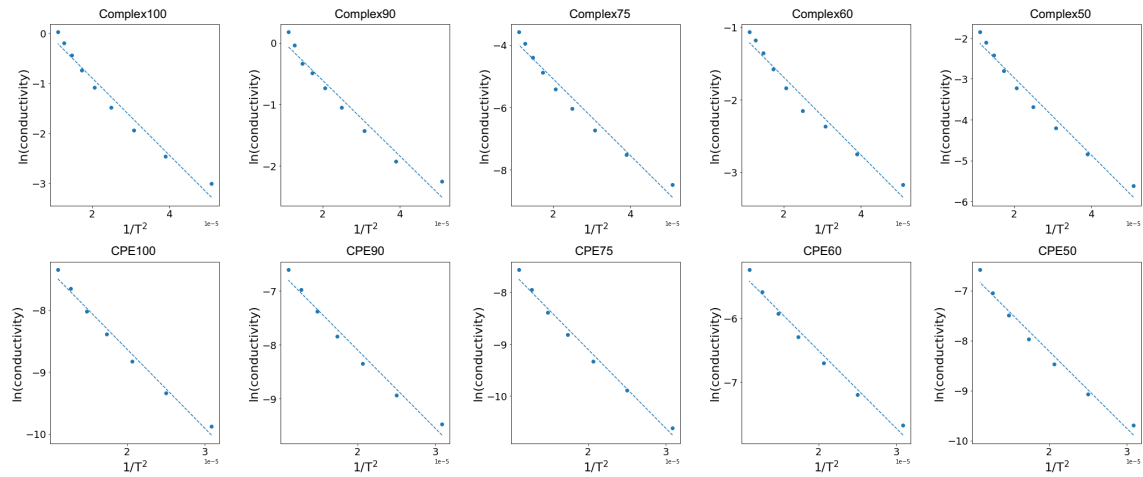 Complex100
ln(conductivity)
0
−1
−2
−3
2
4
1/T²
1e−5
Complex90
ln(conductivity)
0
−1
−2
2
4
1/T²
1e−5
Complex75
ln(conductivity)
−4
−6
−8
2
4
1/T²
1e−5
Complex60
ln(conductivity)
−1
−2
−3
2
4
1/T²
1e−5
Complex50
ln(conductivity)
−2
−3
−4
−5
−6
2
4
1/T²
1e−5
CPE100
ln(conductivity)
−8
−9
−10
2
3
1/T²
1e−5
CPE90
ln(conductivity)
−7
−8
−9
2
3
1/T²
1e−5
CPE75
ln(conductivity)
−8
−9
−10
2
3
1/T²
1e−5
CPE60
ln(conductivity)
−6
−7
2
3
1/T²
1e−5
CPE50
ln(conductivity)
−7
−8
−9
−10
2
3
1/T²
1e−5